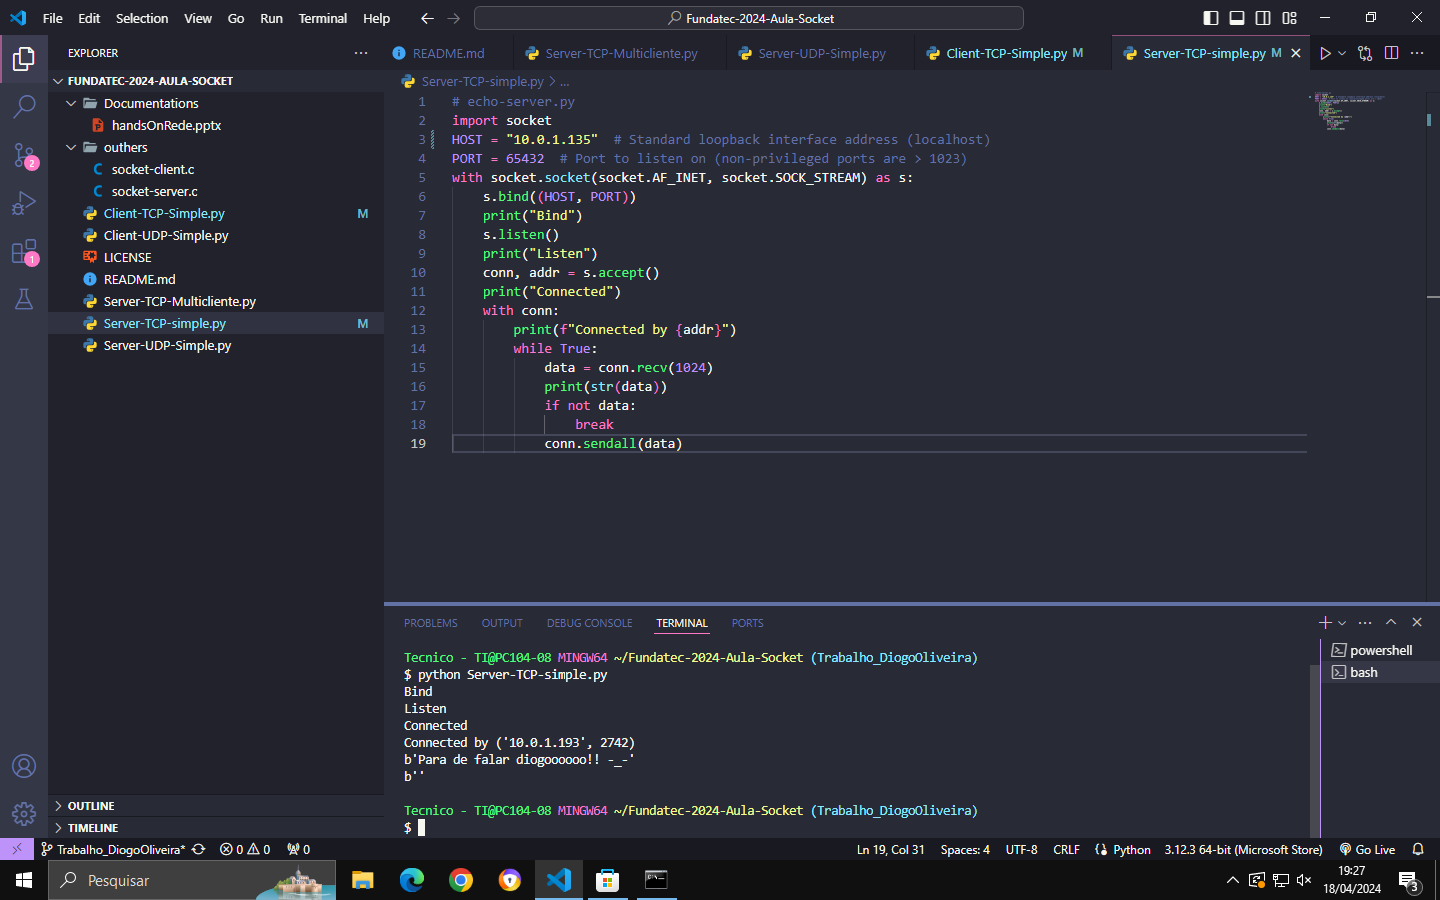 File Edit Selection View Go Run Terminal Help
Fundatec-2024-Aula-Socket
EXPLORER
FUNDATEC-2024-AULA-SOCKET
Documentations
handsOnRede.pptx
outhers
socket-client.c
socket-server.c
Client-TCP-Simple.py M
Client-UDP-Simple.py
LICENSE
README.md
Server-TCP-Multicliente.py
Server-TCP-simple.py M
Server-UDP-Simple.py
OUTLINE
TIMELINE
2
1
README.md Server-TCP-Multicliente.py Server-UDP-Simple.py Client-TCP-Simple.py M Server-TCP-simple.py M
Server-TCP-simple.py > ...
1 # echo-server.py
2 import socket
3 HOST = "10.0.1.135"  # Standard loopback interface address (localhost)
4 PORT = 65432  # Port to listen on (non-privileged ports are > 1023)
5 with socket.socket(socket.AF_INET, socket.SOCK_STREAM) as s:
6     s.bind((HOST, PORT))
7     print("Bind")
8     s.listen()
9     print("Listen")
10     conn, addr = s.accept()
11     print("Connected")
12     with conn:
13         print(f"Connected by {addr}")
14         while True:
15             data = conn.recv(1024)
16             print(str(data))
17             if not data:
18                 break
19             conn.sendall(data)
PROBLEMS OUTPUT DEBUG CONSOLE TERMINAL PORTS
powershell
bash
Tecnico - TI@PC104-08 MINGW64 ~/Fundatec-2024-Aula-Socket (Trabalho_DiogoOliveira)
$ python Server-TCP-simple.py
Bind
Listen
Connected
Connected by ('10.0.1.193', 2742)
b'Para de falar diogoooooo!! -_-'
b''
Tecnico - TI@PC104-08 MINGW64 ~/Fundatec-2024-Aula-Socket (Trabalho_DiogoOliveira)
$
Trabalho_DiogoOliveira* 0 0 0 Ln 19, Col 31 Spaces: 4 UTF-8 CRLF Python 3.12.3 64-bit (Microsoft Store) Go Live
Pesquisar
19:27
18/04/2024
3